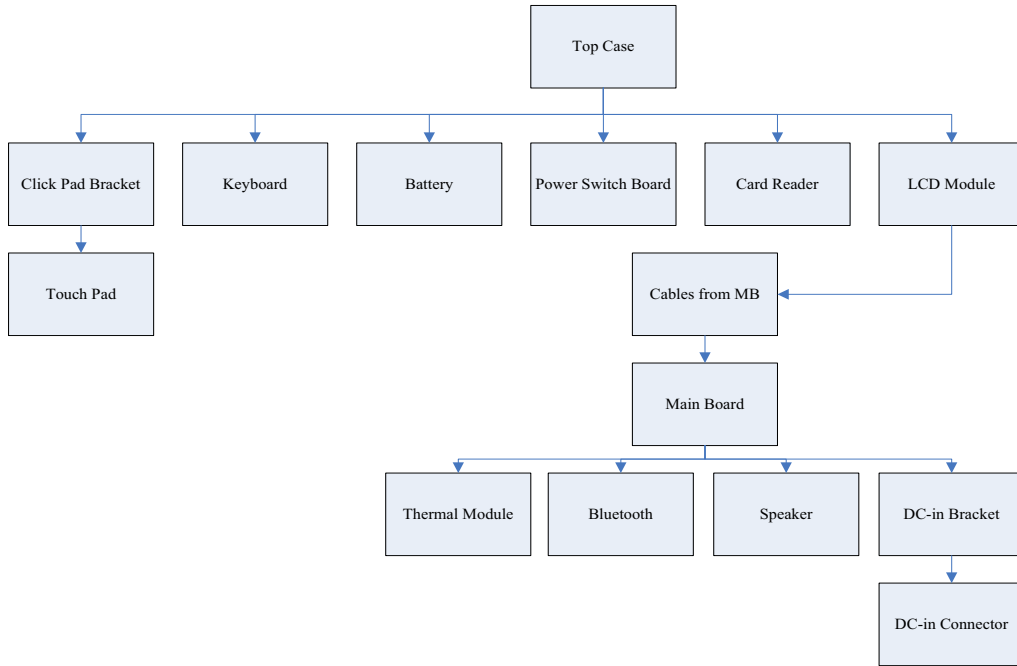 Top Case
Click Pad Bracket
Keyboard
Battery
Power Switch Board
Card Reader
LCD Module
Touch Pad
Cables from MB
Main Board
Thermal Module
Bluetooth
Speaker
DC-in Bracket
DC-in Connector